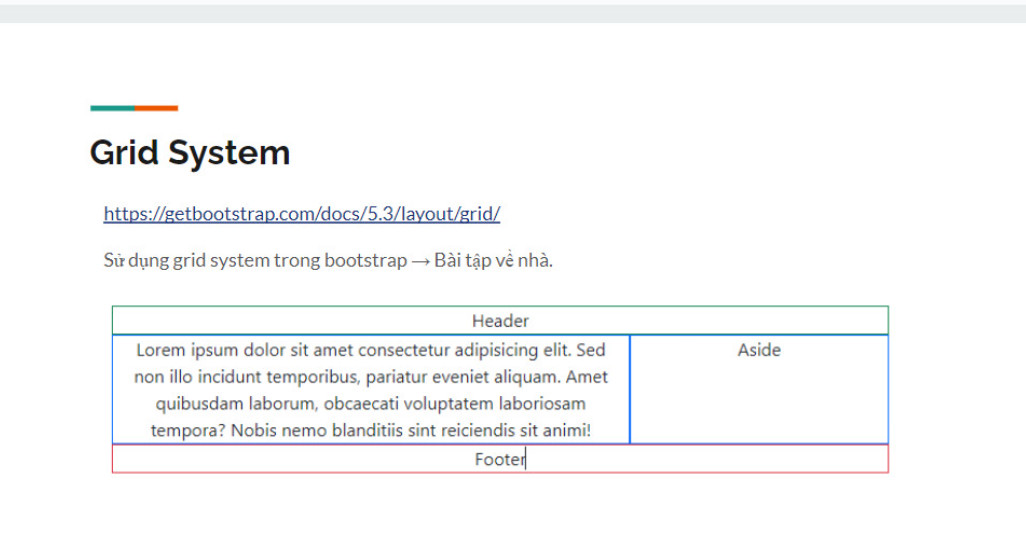 Grid System
https://getbootstrap.com/docs/5.3/layout/grid/
Sử dụng grid system trong bootstrap → Bài tập về nhà.
Header
Lorem ipsum dolor sit amet consectetur adipisicing elit. Sed
non illo incidunt temporibus, pariatur eveniet aliquam. Amet
quibusdam laborum, obcaecati voluptatem laboriosam
tempora? Nobis nemo blanditiis sint reiciendis sit animi!
Aside
Footer